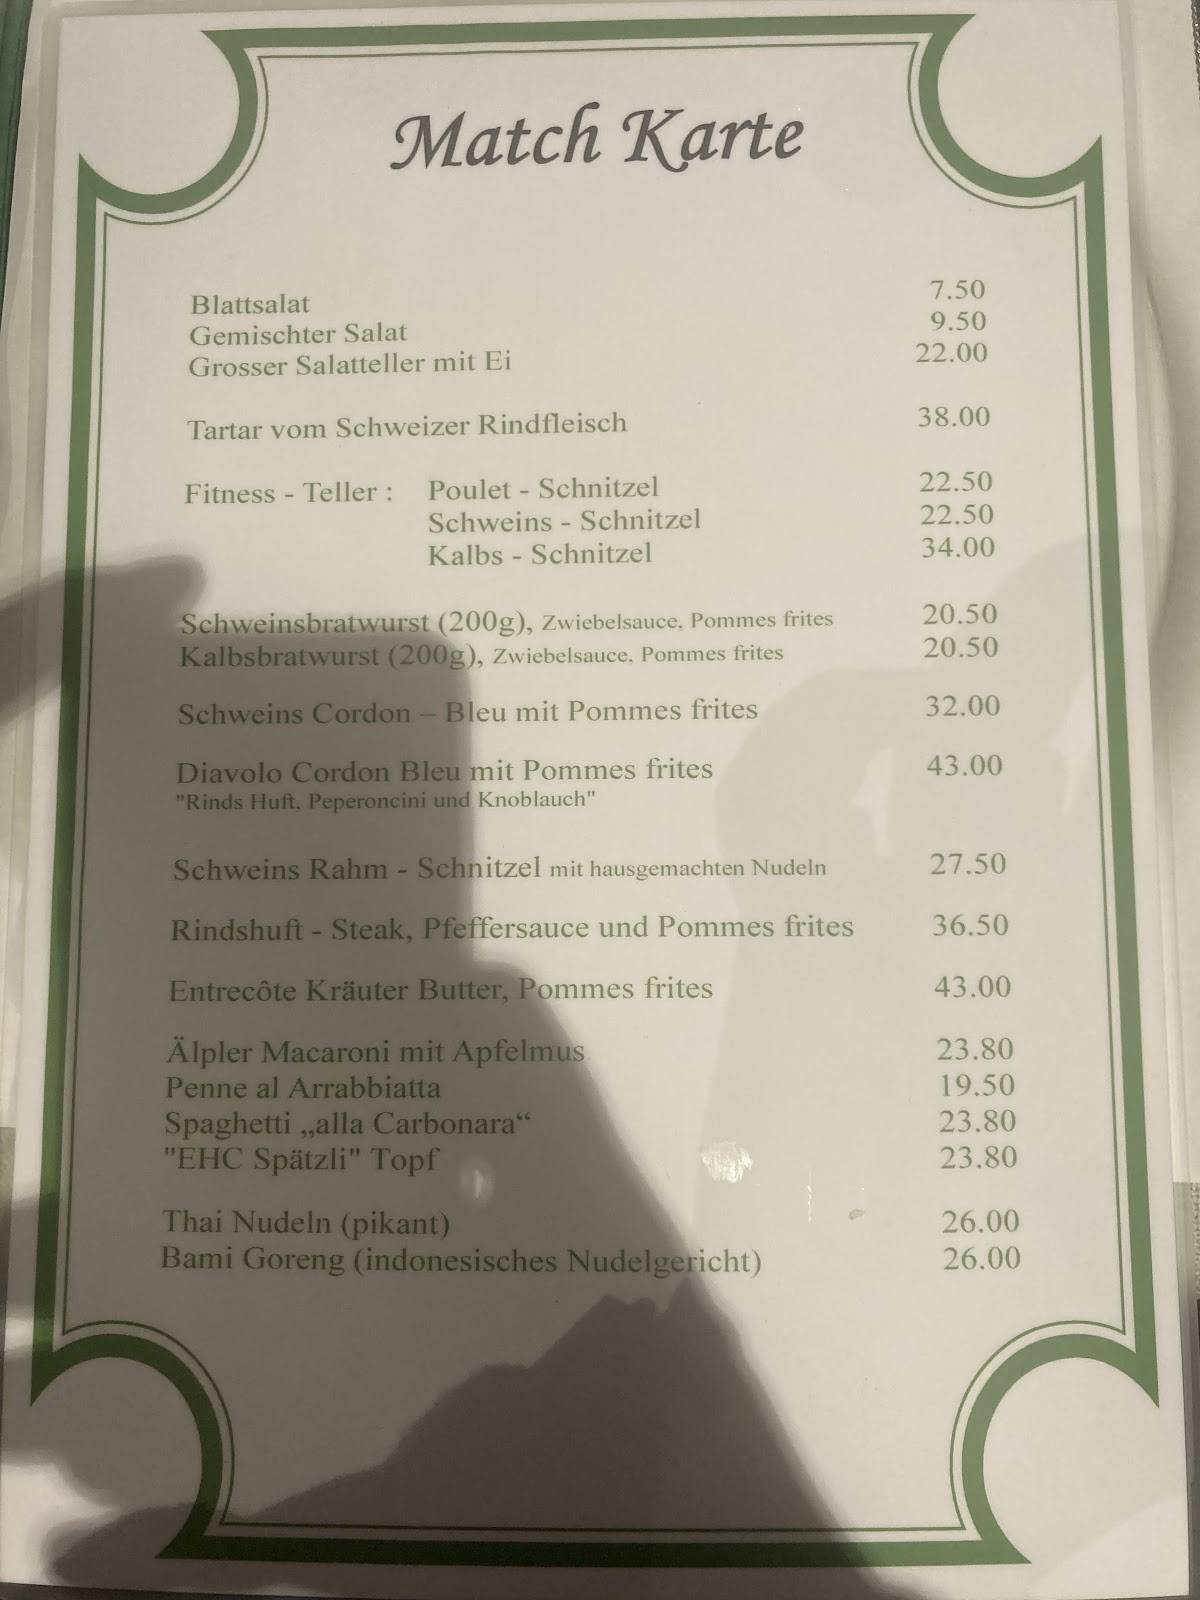 Match Karte
Blattsalat 7.50
Gemischter Salat 9.50
Grosser Salatteller mit Ei 22.00
Tartar vom Schweizer Rindfleisch 38.00
Fitness - Teller : Poulet - Schnitzel 22.50
Schweins - Schnitzel 22.50
Kalbs - Schnitzel 34.00
Schweinsbratwurst (200g), Zwiebelsauce, Pommes frites 20.50
Kalbsbratwurst (200g), Zwiebelsauce, Pommes frites 20.50
Schweins Cordon – Bleu mit Pommes frites 32.00
Diavolo Cordon Bleu mit Pommes frites 43.00
"Rinds Huft, Peperoncini und Knoblauch"
Schweins Rahm - Schnitzel mit hausgemachten Nudeln 27.50
Rindshuft - Steak, Pfeffersauce und Pommes frites 36.50
Entrecôte Kräuter Butter, Pommes frites 43.00
Älpler Macaroni mit Apfelmus 23.80
Penne al Arrabbiatta 19.50
Spaghetti „alla Carbonara“ 23.80
"EHC Spätzli" Topf 23.80
Thai Nudeln (pikant) 26.00
Bami Goreng (indonesisches Nudelgericht) 26.00